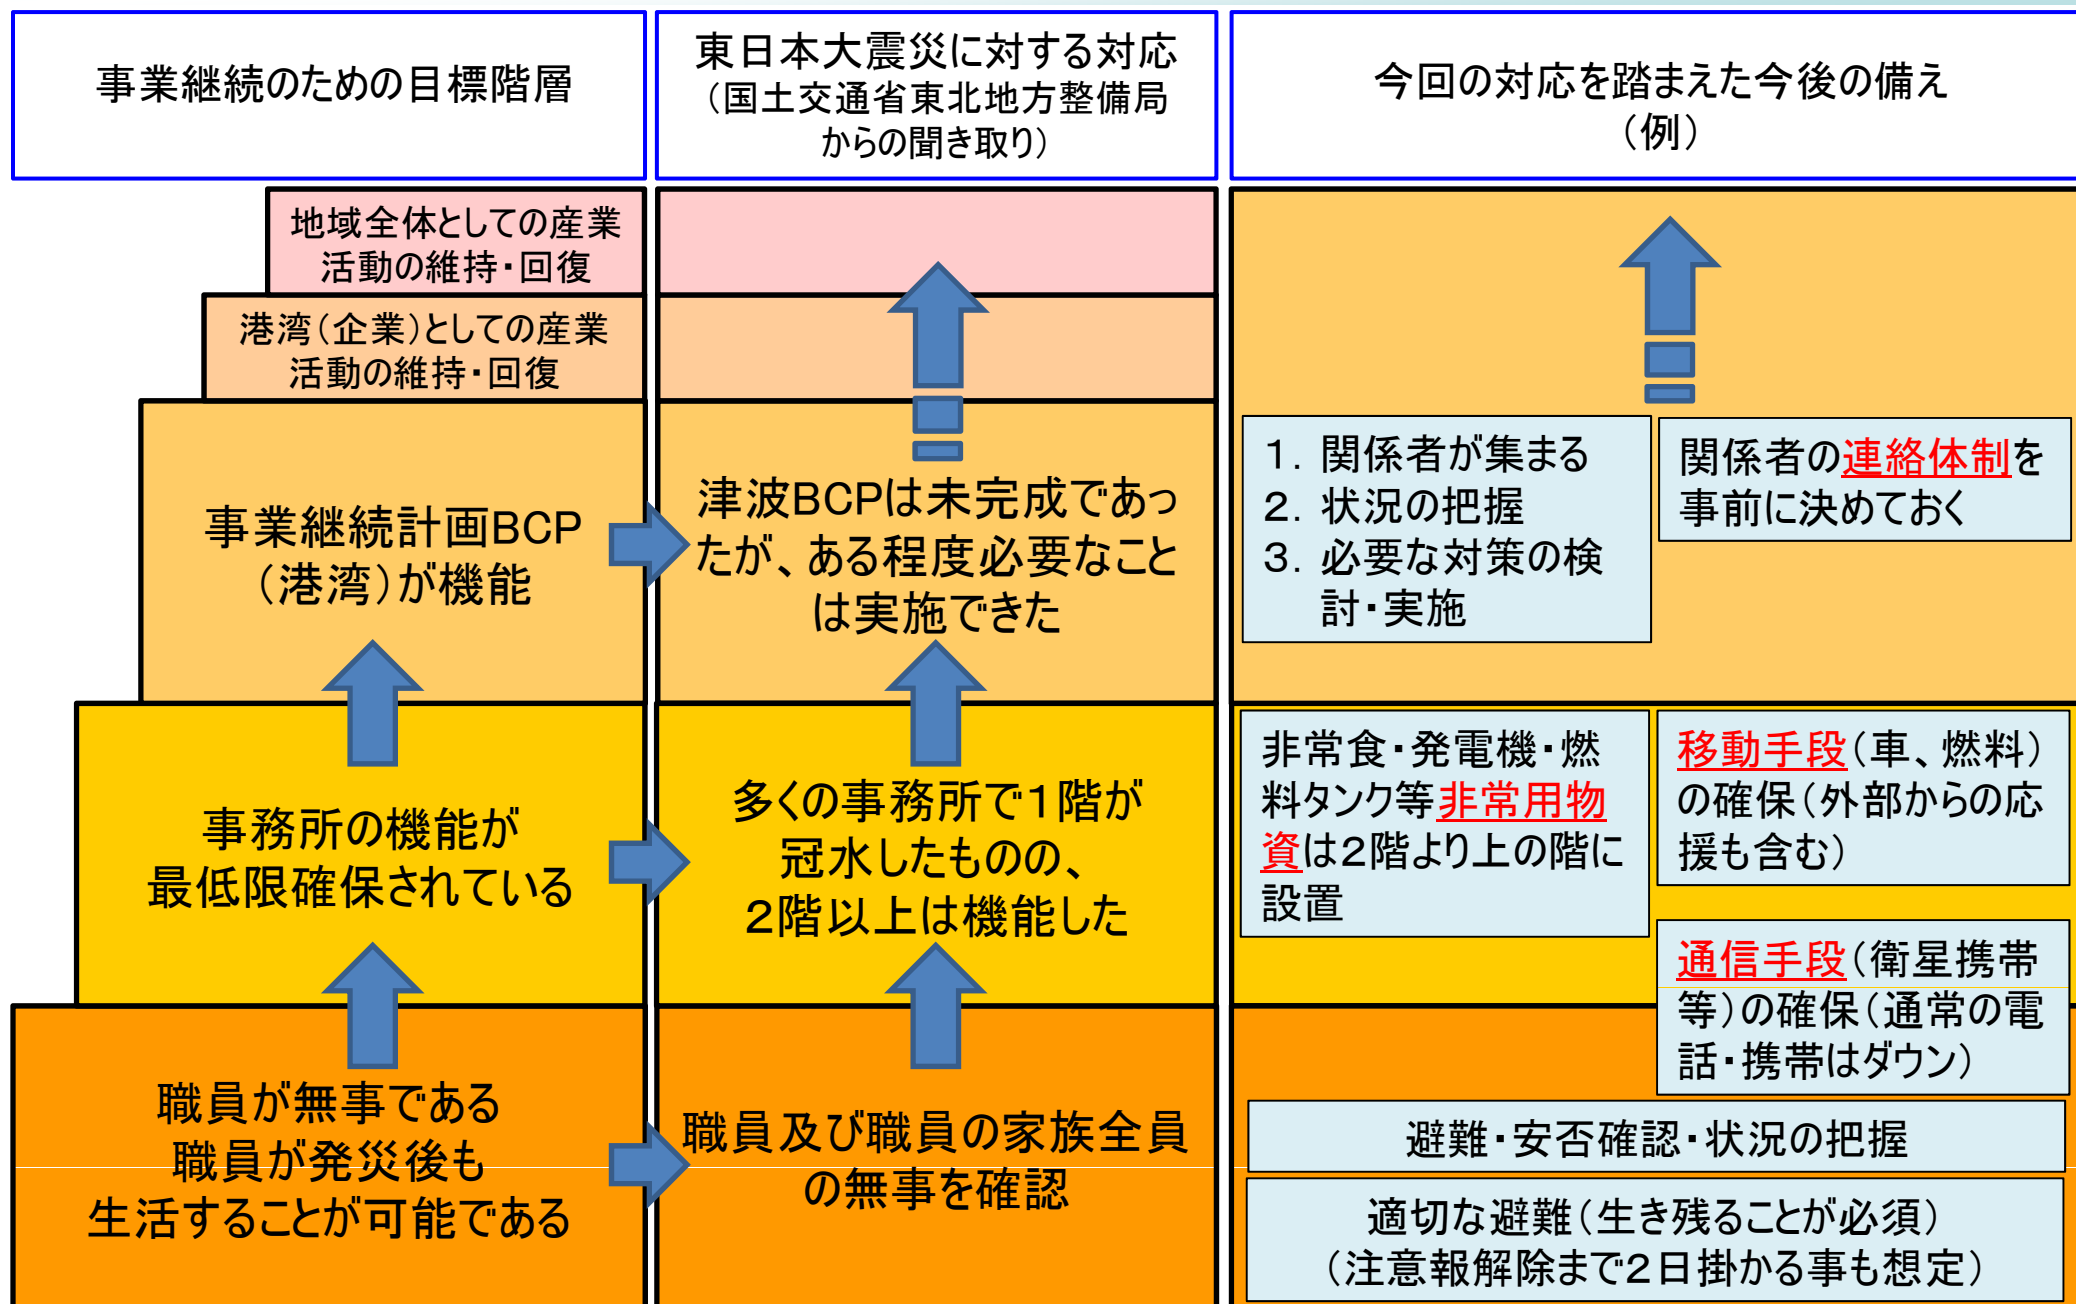 事業継続のための目標階層
東日本大震災に対する対応
（国土交通省東北地方整備局
からの聞き取り）
今回の対応を踏まえた今後の備え
（例）
地域全体としての産業
活動の維持・回復
港湾（企業）としての産業
活動の維持・回復
事業継続計画BCP
（港湾）が機能
事務所の機能が
最低限確保されている
職員が無事である
職員が発災後も
生活することが可能である
津波BCPは未完成であっ
たが、ある程度必要なこと
は実施できた
多くの事務所で１階が
冠水したものの、
２階以上は機能した
職員及び職員の家族全員
の無事を確認
１．関係者が集まる
２．状況の把握
３．必要な対策の検
討・実施
関係者の連絡体制を
事前に決めておく
非常食・発電機・燃
料タンク等非常用物
資は２階より上の階に
設置
移動手段（車、燃料）
の確保（外部からの応
援も含む）
通信手段（衛星携帯
等）の確保（通常の電
話・携帯はダウン）
避難・安否確認・状況の把握
適切な避難（生き残ることが必須）
（注意報解除まで２日掛かる事も想定）